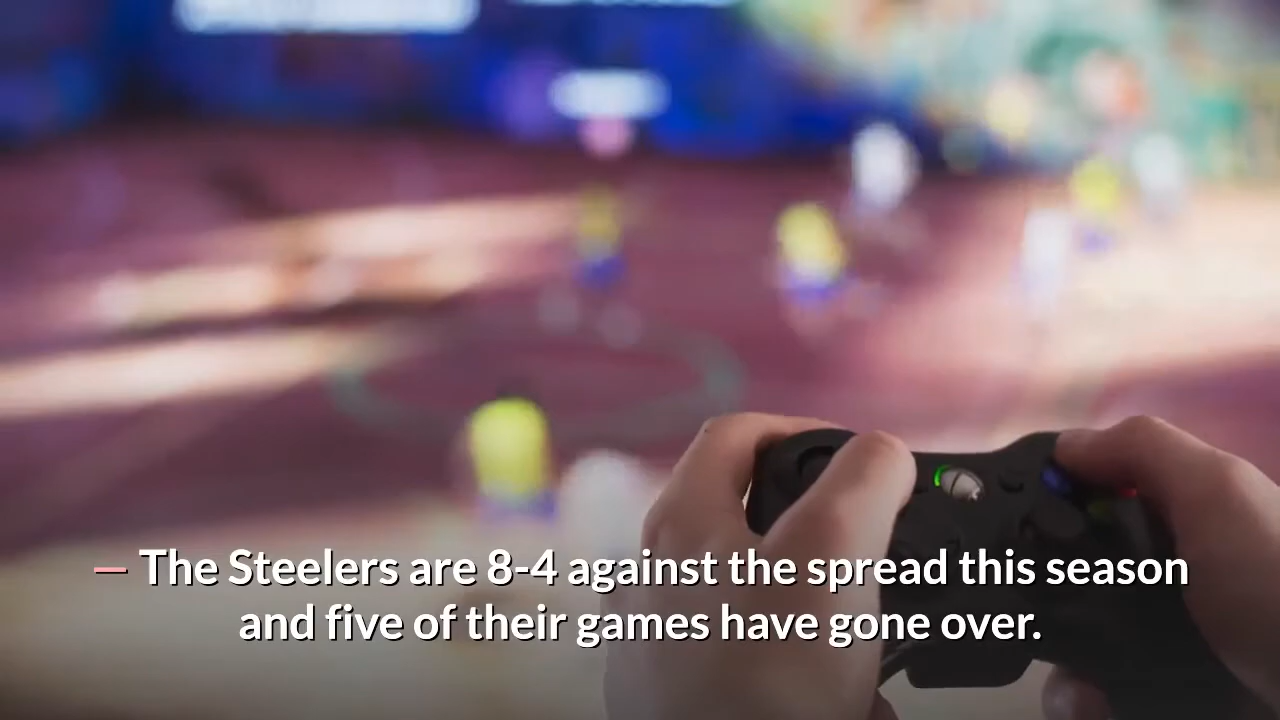 — The Steelers are 8-4 against the spread this season
and five of their games have gone over.